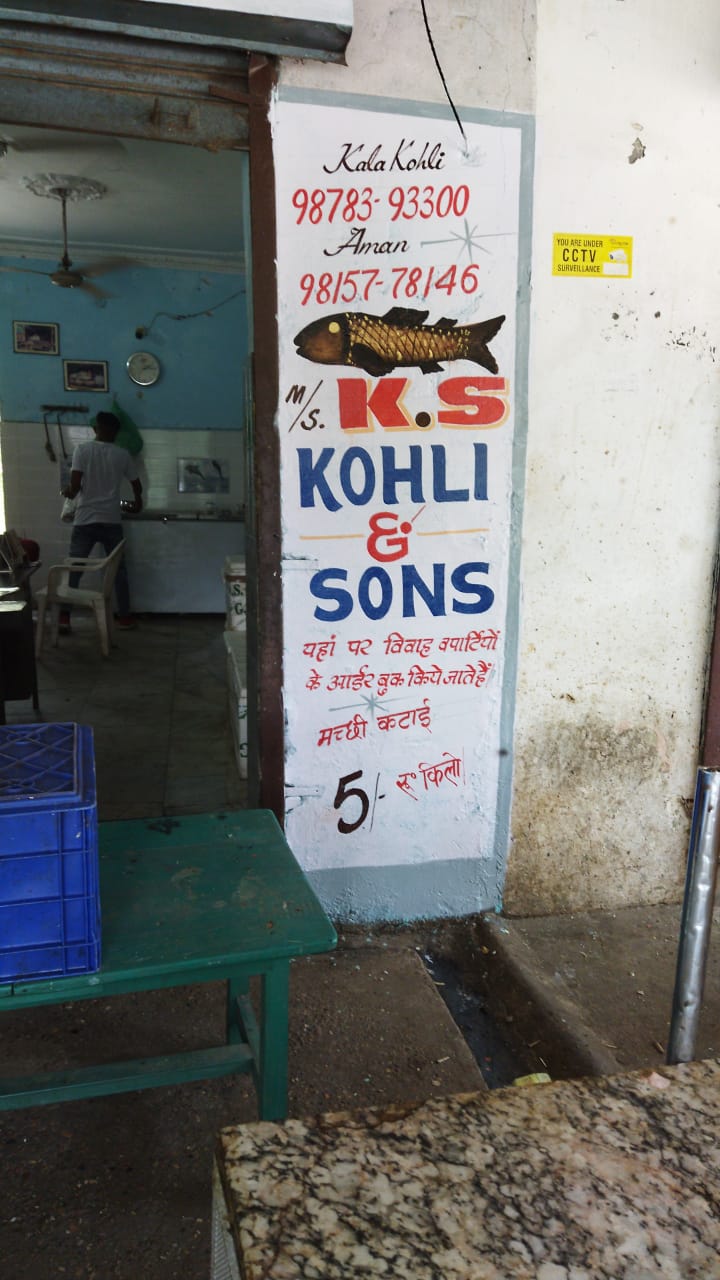 Kala Kohli
98783-93300
Aman
98157-78146
M/S. K.S
KOHLI
&
SONS
यहां पर विवाह वपार्टियों
के आर्डर बुक किये जाते हैं।
मच्छी कटाई
5/- रु॰ किलो
YOU ARE UNDER
CCTV
SURVEILLANCE